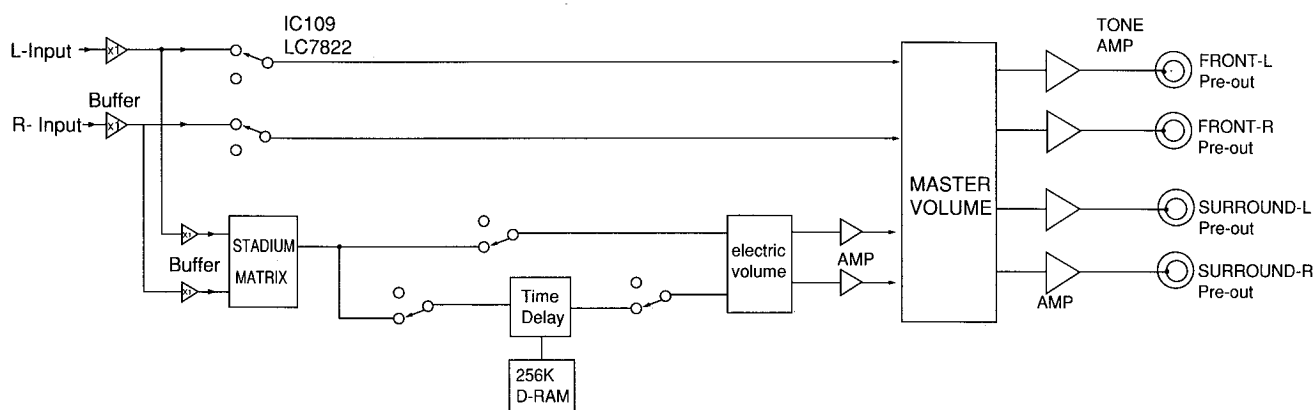 IC109
LC7822
TONE
AMP
L-Input
x1
FRONT-L
Pre-out
Buffer
R- Input
x1
FRONT-R
Pre-out
MASTER
VOLUME
x1
STADIUM
MATRIX
Buffer
x1
electric
volume
AMP
SURROUND-L
Pre-out
SURROUND-R
Pre-out
AMP
Time
Delay
256K
D-RAM